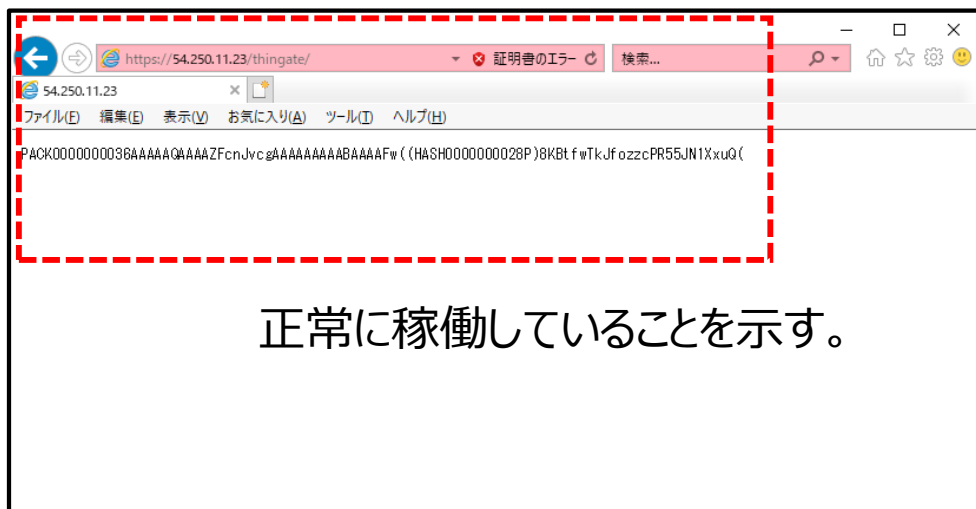 https://54.250.11.23/thingate/ 証明書のエラー 検索...
54.250.11.23
ファイル(F) 編集(E) 表示(V) お気に入り(A) ツール(T) ヘルプ(H)
PACK0000000036AAAAAQAAAAZFcnJvcgAAAAAAAAABAAAAFw((HASH0000000028P)8KBtfwTkJfozzcPR55JN1XxuQ(
正常に稼働していることを示す。